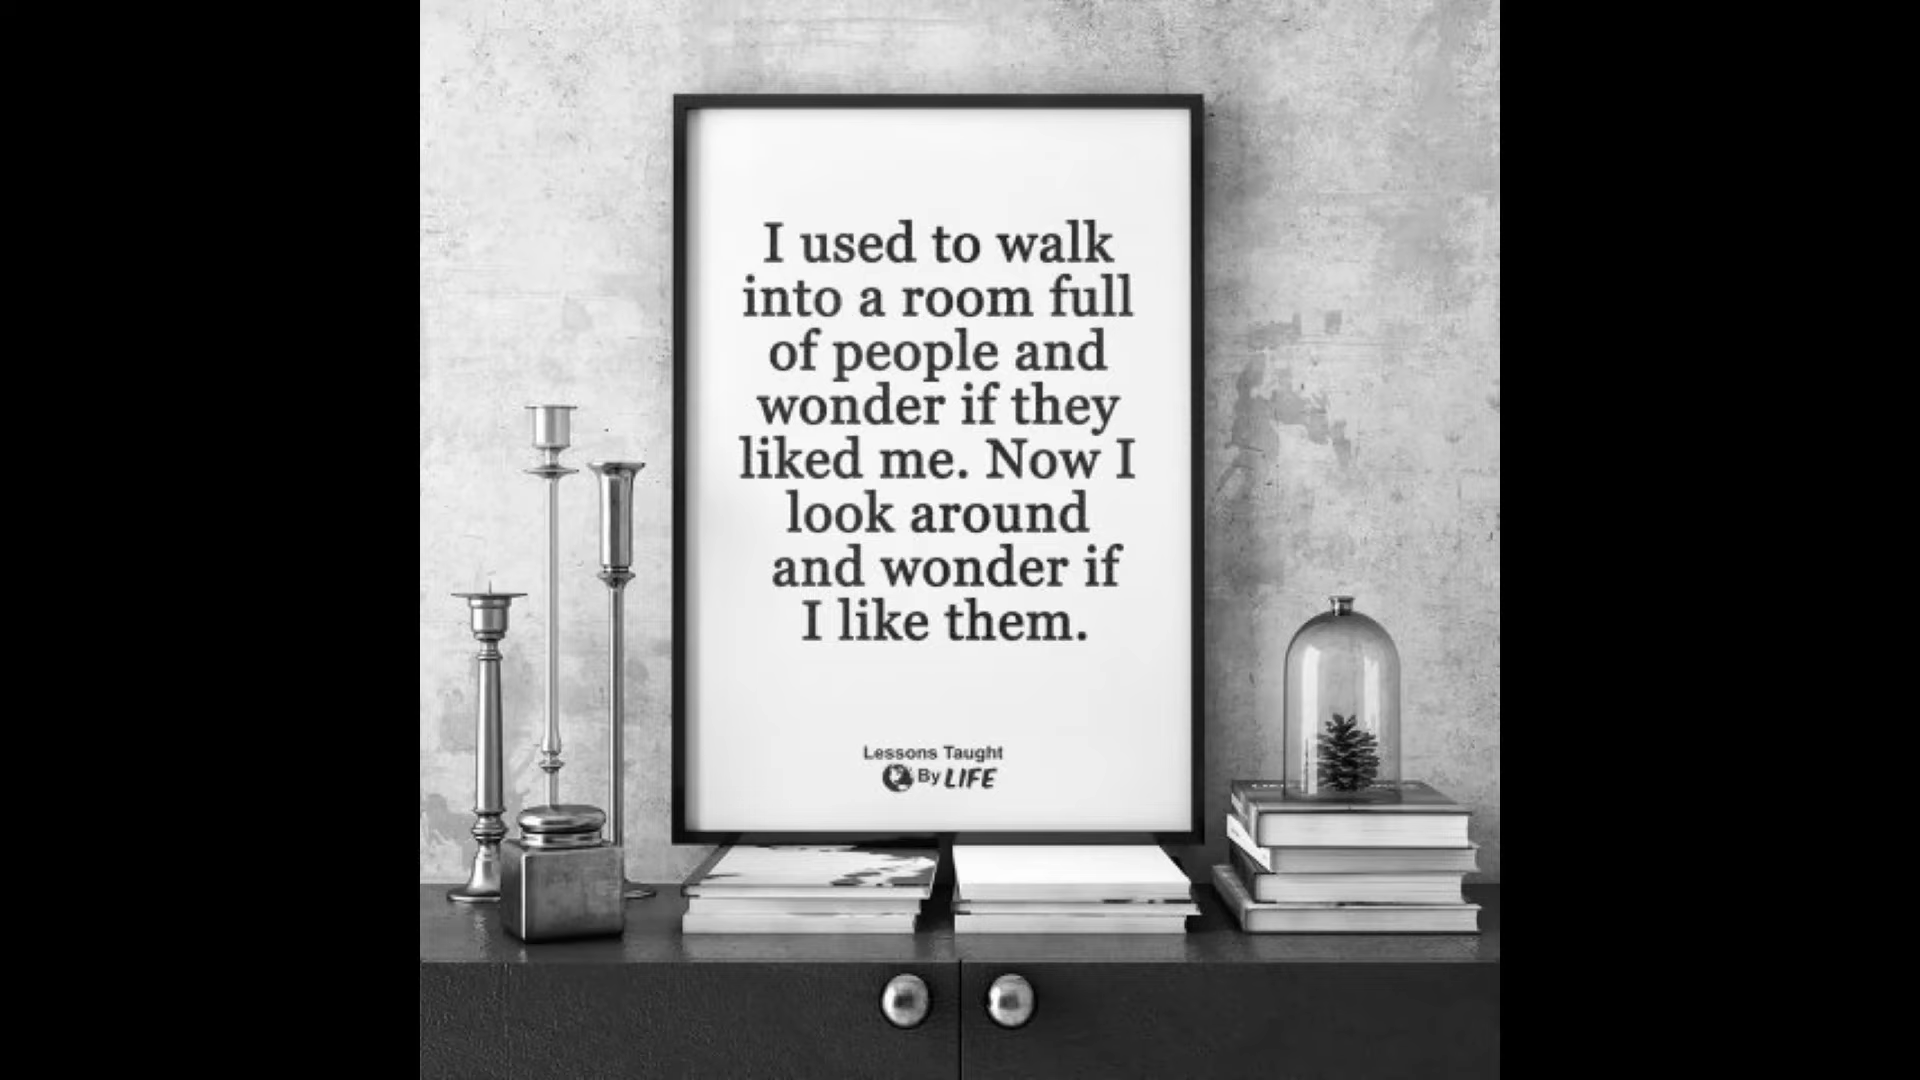 I used to walk
into a room full
of people and
wonder if they
liked me. Now I
look around
and wonder if
I like them.
Lessons Taught
By LIFE